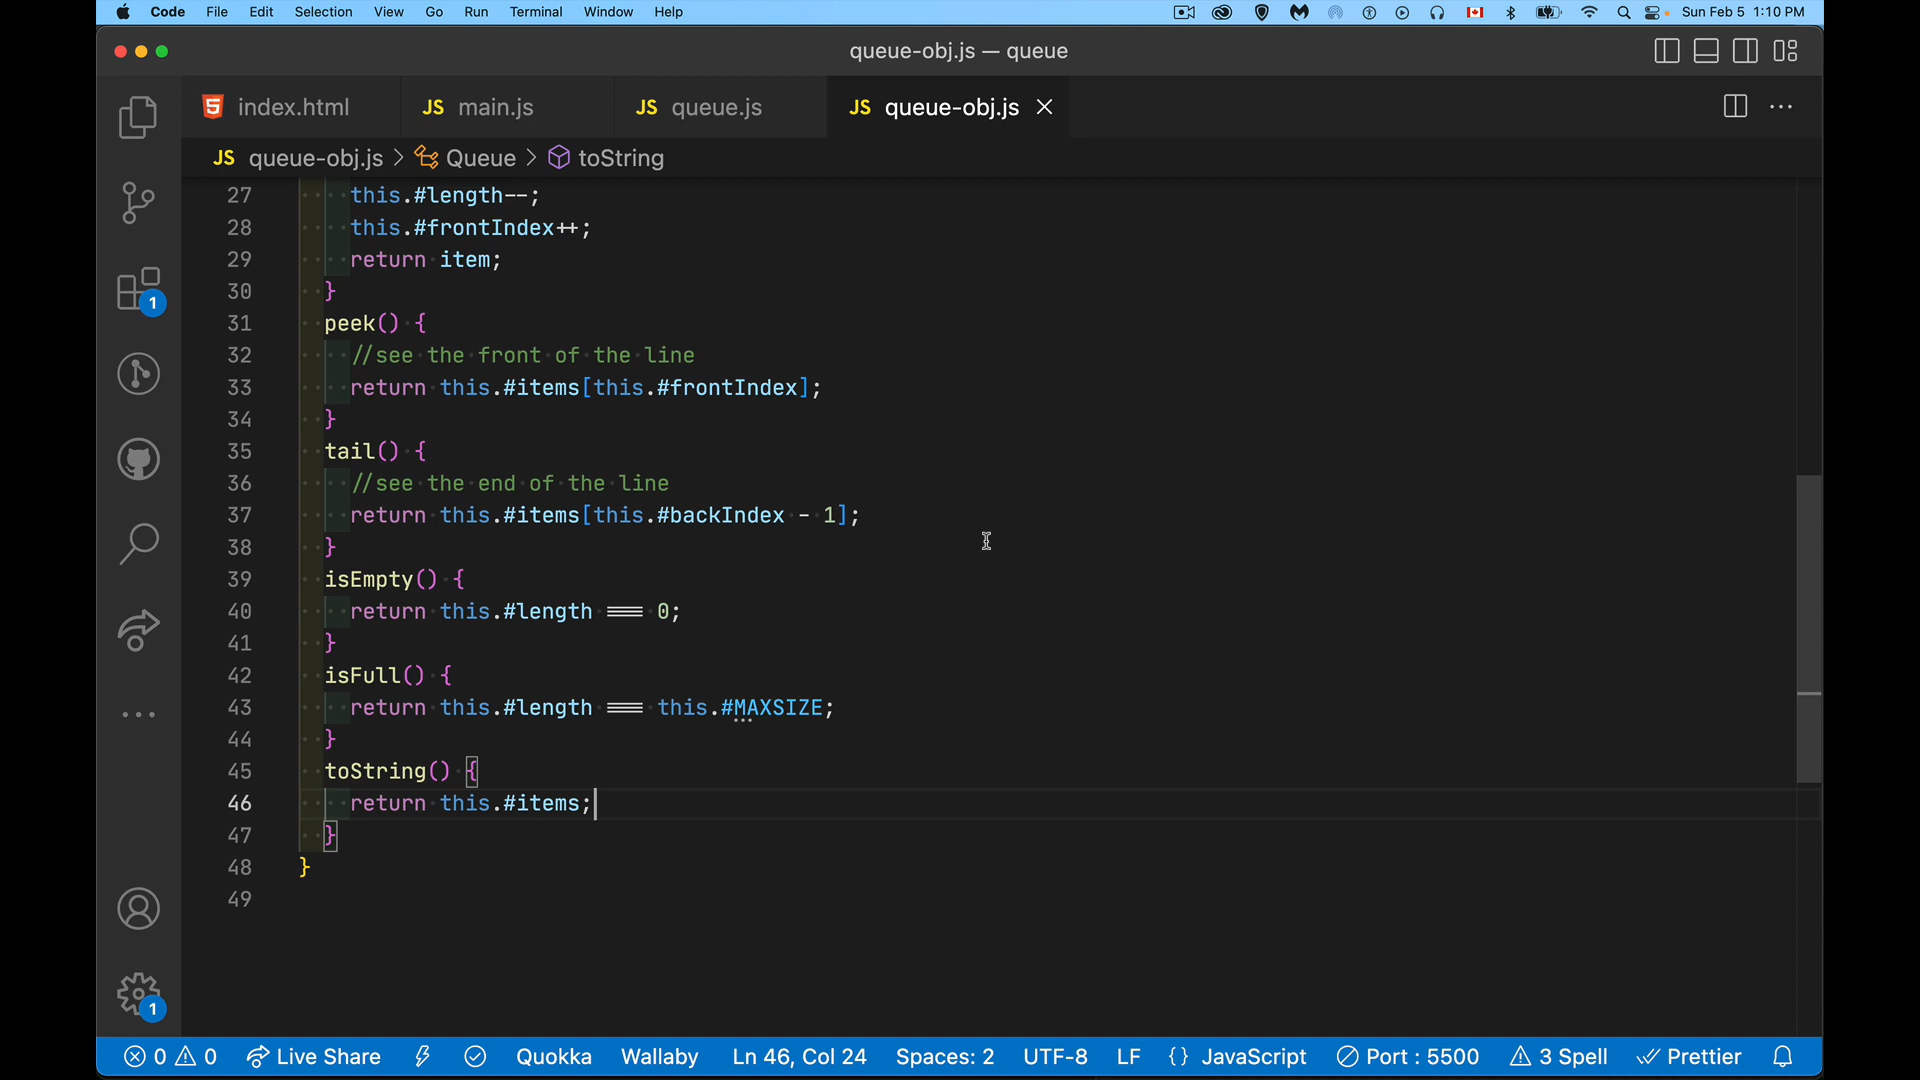 Code File Edit Selection View Go Run Terminal Window Help Sun Feb 5 1:10 PM
queue-obj.js — queue
index.html JS main.js JS queue.js JS queue-obj.js
JS queue-obj.js > Queue > toString
27 this.#length--;
28 this.#frontIndex++;
29 return item;
30 }
31 peek() {
32 //see the front of the line
33 return this.#items[this.#frontIndex];
34 }
35 tail() {
36 //see the end of the line
37 return this.#items[this.#backIndex - 1];
38 }
39 isEmpty() {
40 return this.#length === 0;
41 }
42 isFull() {
43 return this.#length === this.#MAXSIZE;
44 }
45 toString() {
46 return this.#items;
47 }
48 }
49
1
1
0 0 Live Share Quokka Wallaby Ln 46, Col 24 Spaces: 2 UTF-8 LF {} JavaScript Port : 5500 3 Spell Prettier